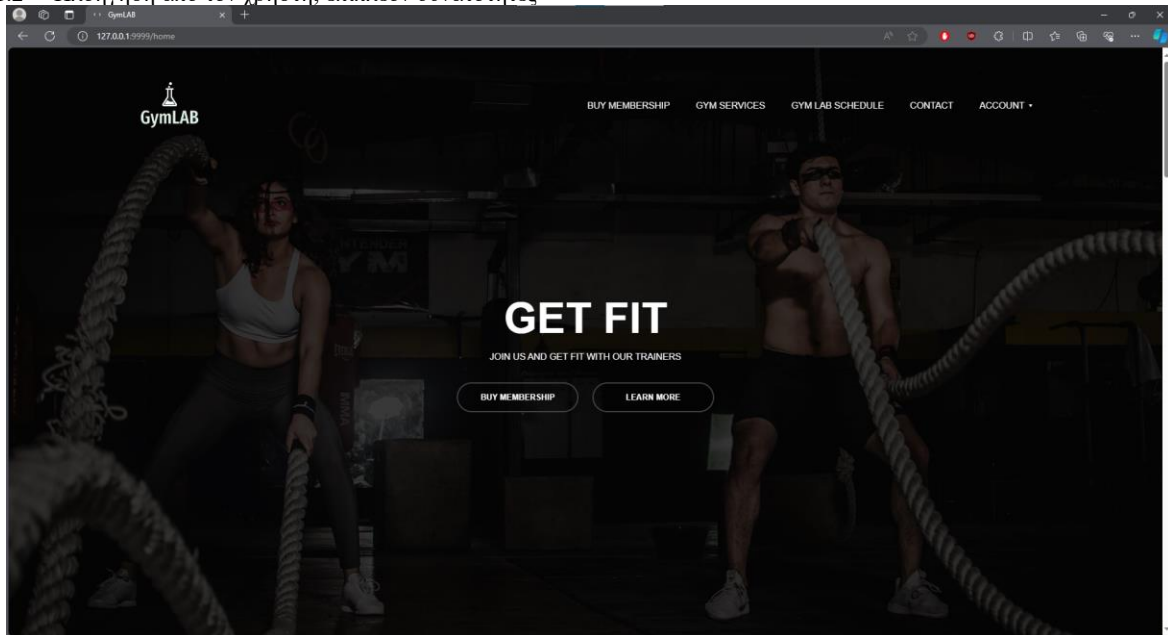 GymLAB
127.0.0.1:9999/home
GymLAB
BUY MEMBERSHIP GYM SERVICES GYM LAB SCHEDULE CONTACT ACCOUNT
GET FIT
JOIN US AND GET FIT WITH OUR TRAINERS
BUY MEMBERSHIP LEARN MORE